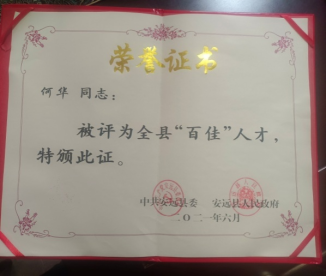 荣誉证书
何华 同志：
被评为全县“百佳”人才，
特颁此证。
中共安远县委 安远县人民政府
二〇二一年六月